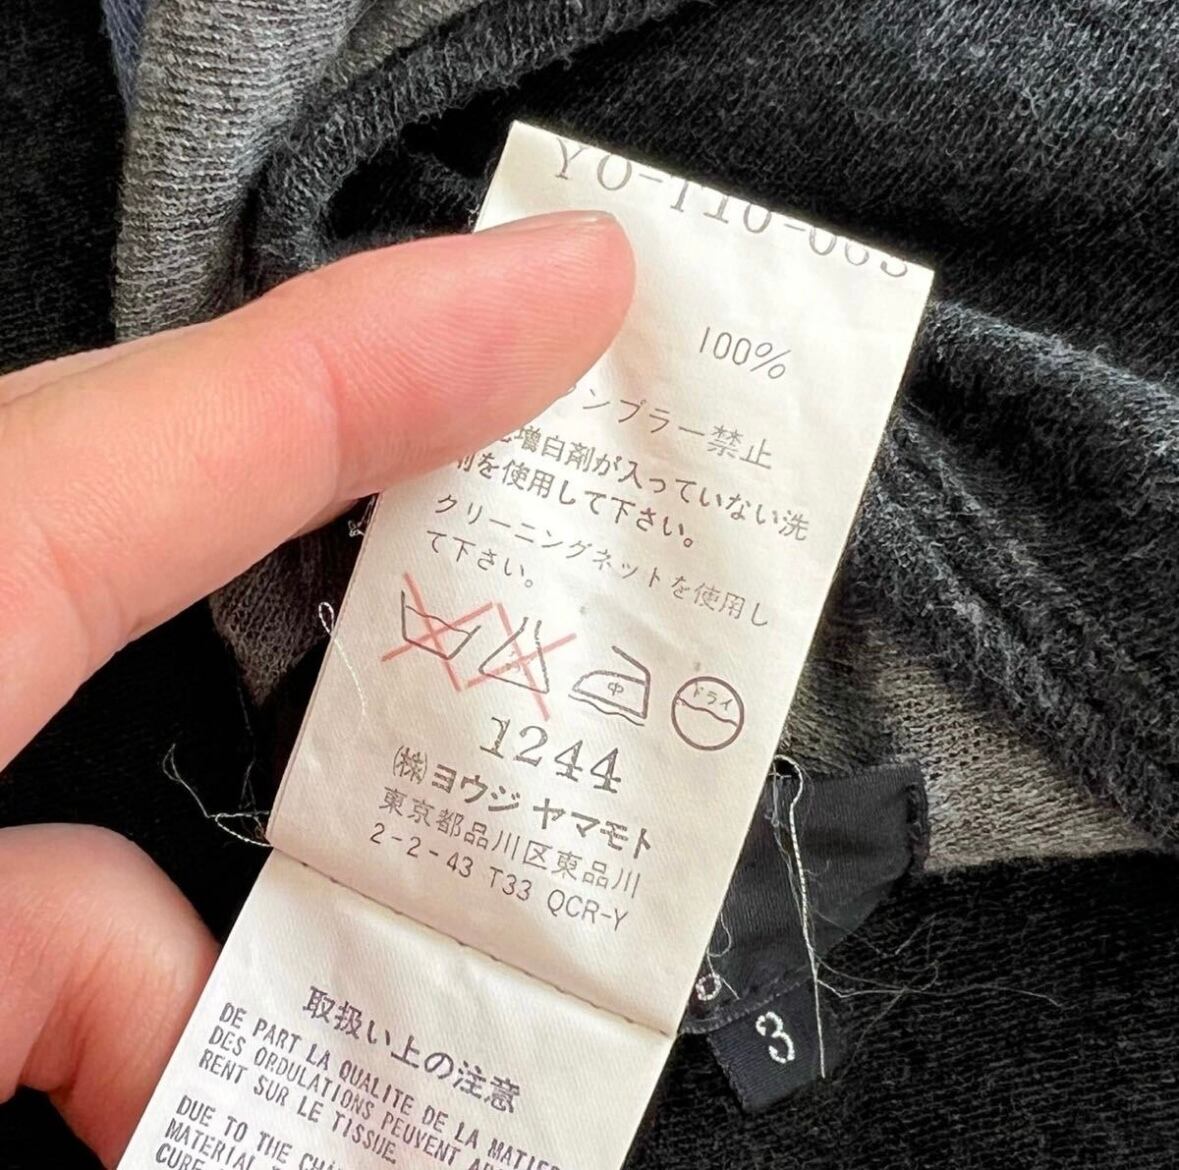 YO-T10-063
100%
ンブラー禁止
増白剤が入っていない洗
剤を使用して下さい。
クリーニングネットを使用し
て下さい。
中
ドライ
1244
(株)ヨウジ ヤマモト
東京都品川区東品川
2-2-43 T33 QCR-Y
3
取扱い上の注意
DE PART LA QUALITE DE LA
DES ORDULATIONS PEUVENT
RENT SUR LE TISSUE.
DUE TO THE
MATERIAL